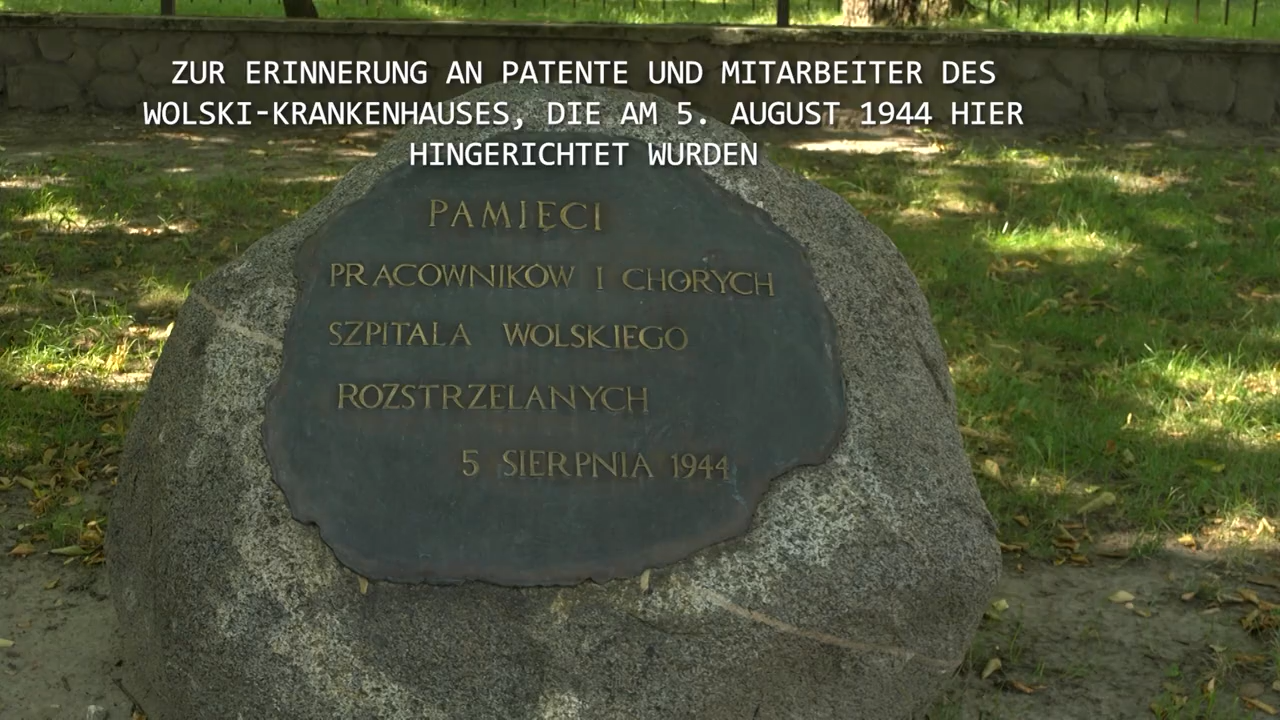 ZUR ERINNERUNG AN PATENTE UND MITARBEITER DES
WOLSKI-KRANKENHAUSES, DIE AM 5. AUGUST 1944 HIER
HINGERICHTET WURDEN
PAMIĘCI
PRACOWNIKÓW I CHORYCH
SZPITALA WOLSKIEGO
ROZSTRZELANYCH
5 SIERPNIA 1944